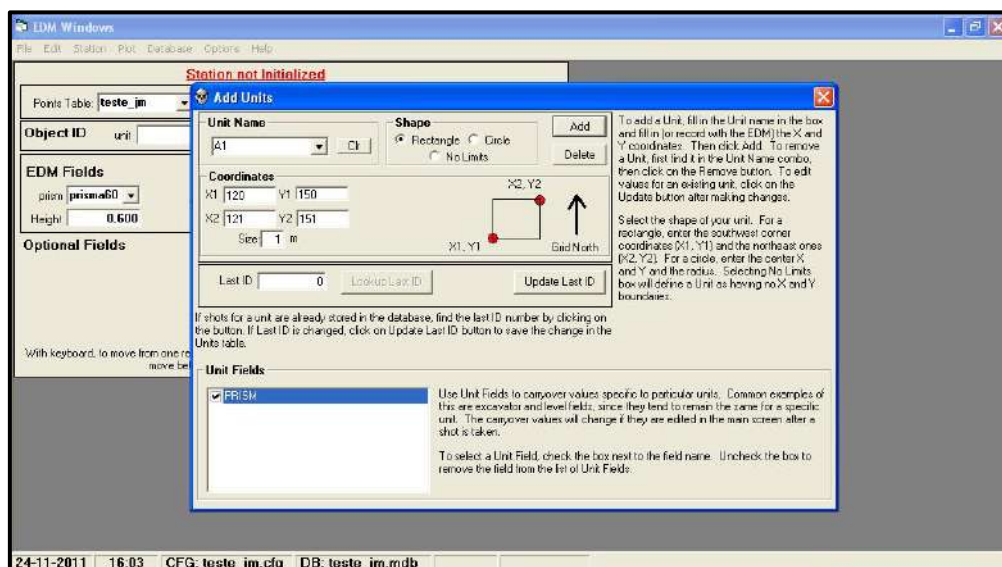 EDM Windows
File Edit Station Plot Database Options Help
Station not Initialized
Points Table: teste_jm
Object ID unit
EDM Fields
prism prisma60
Height 0.600
Optional Fields
With keyboard, to move from one re
move bel
Add Units
Unit Name
A1
Clr
Shape
Rectangle Circle
No Limits
Add
Delete
Coordinates
X1 120 Y1 150
X2 121 Y2 151
Size 1 m
X2, Y2
X1, Y1
Grid North
Last ID 0 Lookup Last ID Update Last ID
If shots for a unit are already stored in the database, find the last ID number by clicking on
the button. If Last ID is changed, click on Update Last ID button to save the change in the
Units table.
To add a Unit, fill in the Unit name in the box
and fill in (or record with the EDM) the X and
Y coordinates. Then click Add. To remove
a Unit, first find it in the Unit Name combo,
then click on the Remove button. To edit
values for an existing unit, click on the
Update button after making changes.
Select the shape of your unit. For a
rectangle, enter the southwest corner
coordinates (X1, Y1) and the northeast ones
(X2, Y2). For a circle, enter the center X
and Y and the radius. Selecting No Limits
box will define a Unit as having no X and Y
boundaries.
Unit Fields
PRISM
Use Unit Fields to carryover values specific to particular units. Common examples of
this are excavator and level fields, since they tend to remain the same for a specific
unit. The carryover values will change if they are edited in the main screen after a
shot is taken.
To select a Unit Field, check the box next to the field name. Uncheck the box to
remove the field from the list of Unit Fields.
24-11-2011 16:03 CFG: teste_jm.cfg DB: teste_jm.mdb